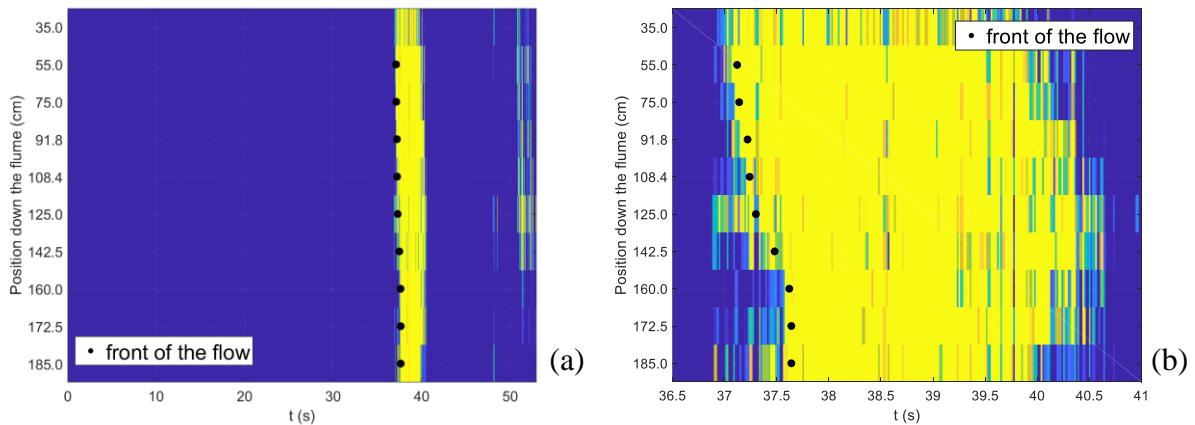 Position down the flume (cm)
35.0
55.0
75.0
91.8
108.4
125.0
142.5
160.0
172.5
185.0
front of the flow
0 10 20 30 40 50
t (s)
(a)
Position down the flume (cm)
35.0
55.0
75.0
91.8
108.4
125.0
142.5
160.0
172.5
185.0
front of the flow
36.5 37 37.5 38 38.5 39 39.5 40 40.5 41
t (s)
(b)